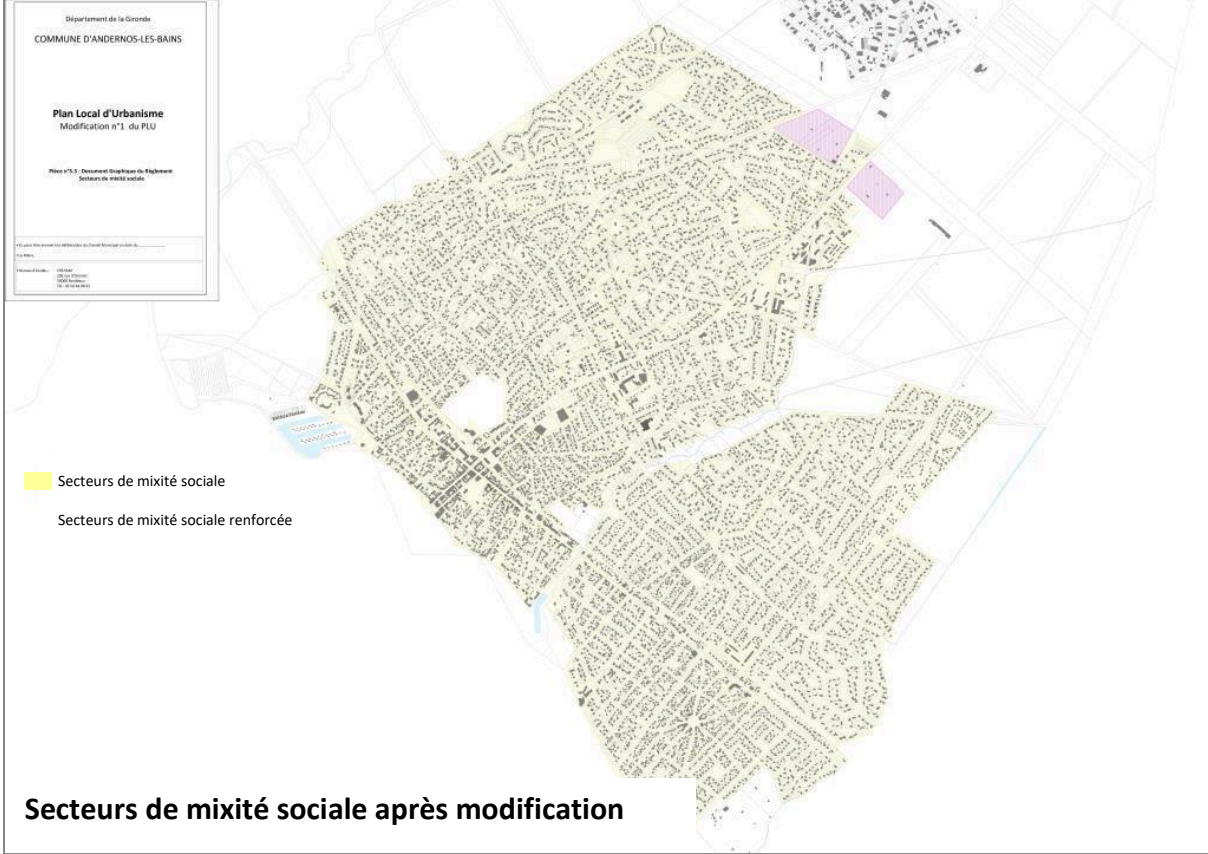 Département de la Gironde
COMMUNE D'ANDERNOS-LES-BAINS
Plan Local d'Urbanisme
Modification n°1 du PLU
Pièce n°5.3 : Document Graphique du Règlement
Secteurs de mixité sociale
Secteurs de mixité sociale
Secteurs de mixité sociale renforcée
Secteurs de mixité sociale après modification